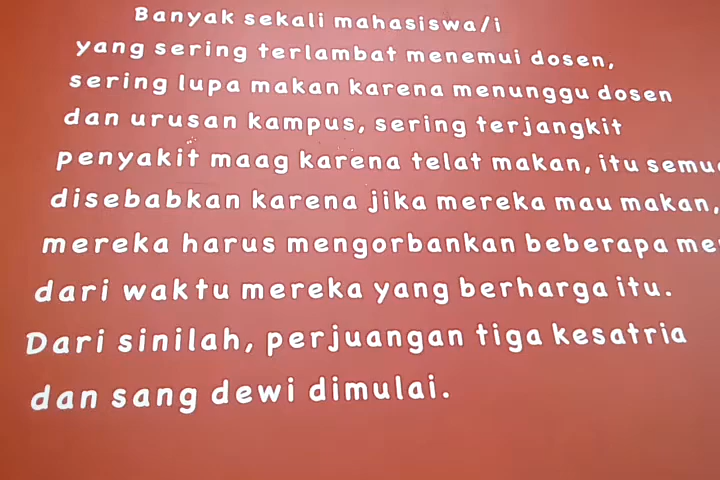 Banyak sekali mahasiswa/i
yang sering terlambat menemui dosen,
sering lupa makan karena menunggu dosen
dan urusan kampus, sering terjangkit
penyakit maag karena telat makan, itu
disebabkan karena jika mereka mau makan,
mereka harus mengorbankan beberapa
dari waktu mereka yang berharga itu.
Dari sinilah, perjuangan tiga kesatria
dan sang dewi dimulai.